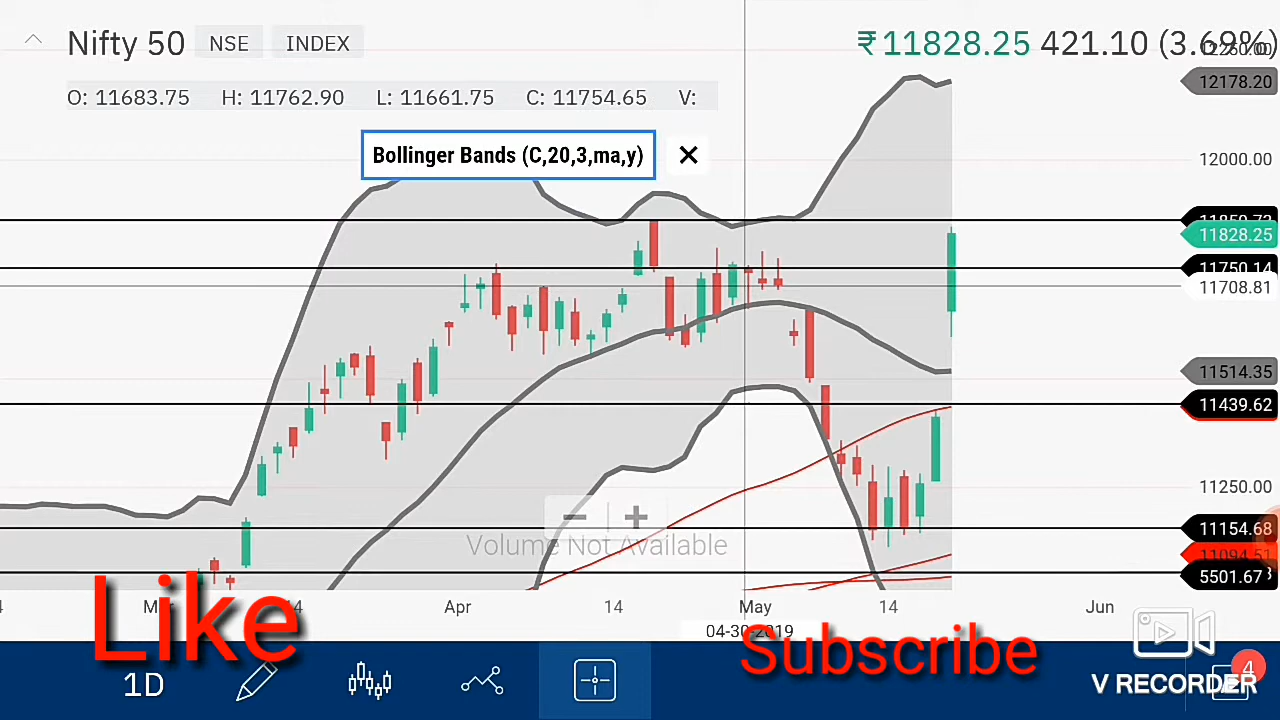 Nifty 50 NSE INDEX
₹11828.25 421.10 (3.69%)
O: 11683.75 H: 11762.90 L: 11661.75 C: 11754.65 V:
12178.20
Bollinger Bands (C,20,3,ma,y) ×
12000.00
11828.25
11750.14
11708.81
11514.35
11439.62
11250.00
11154.68
11094.51
5501.67
Volume Not Available
Apr 14 May 14 Jun
04-30-2019
Like
Subscribe
1D
4
V RECORDER